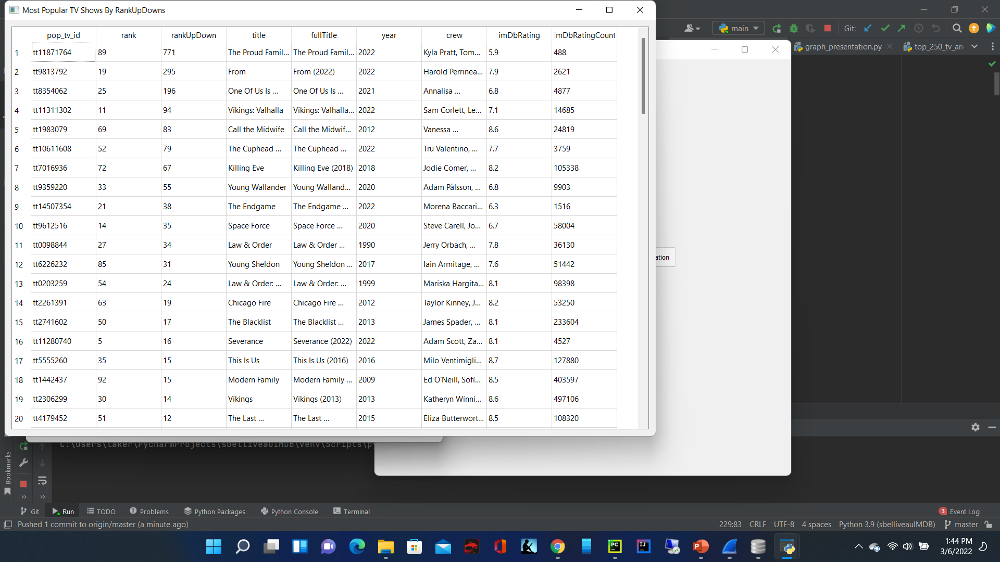 Most Popular TV Shows By RankUpDowns
pop_tv_id rank rankUpDown title fullTitle year crew imDbRating imDbRatingCount
1 tt11871764 89 771 The Proud Famil... The Proud Famil... 2022 Kyla Pratt, Tom... 5.9 488
2 tt9813792 19 295 From From (2022) 2022 Harold Perrinea... 7.9 2621
3 tt8354062 25 196 One Of Us Is ... One Of Us Is ... 2021 Annalisa ... 6.8 4877
4 tt11311302 11 94 Vikings: Valhalla Vikings: Valhalla... 2022 Sam Corlett, Le... 7.1 14685
5 tt1983079 69 83 Call the Midwife Call the Midwif... 2012 Vanessa ... 8.6 24819
6 tt10611608 52 79 The Cuphead ... The Cuphead ... 2022 Tru Valentino, ... 7.7 3759
7 tt7016936 72 67 Killing Eve Killing Eve (2018) 2018 Jodie Comer, ... 8.2 105338
8 tt9359220 33 55 Young Wallander Young Walland... 2020 Adam Pålsson, ... 6.8 9903
9 tt14507354 21 38 The Endgame The Endgame ... 2022 Morena Baccari... 6.3 1516
10 tt9612516 14 35 Space Force Space Force ... 2020 Steve Carell, Jo... 6.7 58004
11 tt0098844 27 34 Law & Order Law & Order ... 1990 Jerry Orbach, ... 7.8 36130
12 tt6226232 85 31 Young Sheldon Young Sheldon ... 2017 Iain Armitage, ... 7.6 51442
13 tt0203259 54 24 Law & Order: ... Law & Order: ... 1999 Mariska Hargita... 8.1 98398
14 tt2261391 63 19 Chicago Fire Chicago Fire ... 2012 Taylor Kinney, J... 8.2 53250
15 tt2741602 50 17 The Blacklist The Blacklist ... 2013 James Spader, ... 8.1 233604
16 tt11280740 5 16 Severance Severance (2022) 2022 Adam Scott, Za... 8.1 4527
17 tt5555260 35 15 This Is Us This Is Us (2016) 2016 Milo Ventimigli... 8.7 127880
18 tt1442437 92 15 Modern Family Modern Family ... 2009 Ed O'Neill, Sofí... 8.5 403597
19 tt2306299 30 14 Vikings Vikings (2013) 2013 Katheryn Winni... 8.6 497106
20 tt4179452 51 12 The Last ... The Last ... 2015 Eliza Butterwort... 8.5 108320
main Git:
graph_presentation.py top_250_tv_an
ation
C:\Users\laker\PycharmProjects\sbelliveauIMDB\venv\Scripts\p
Bookmarks
Git Run TODO Problems Python Packages Python Console Terminal 3 Event Log
Pushed 1 commit to origin/master (a minute ago) 229:83 CRLF UTF-8 4 spaces Python 3.9 (sbelliveauIMDB) master
PC IJ P
1:44 PM
3/6/2022